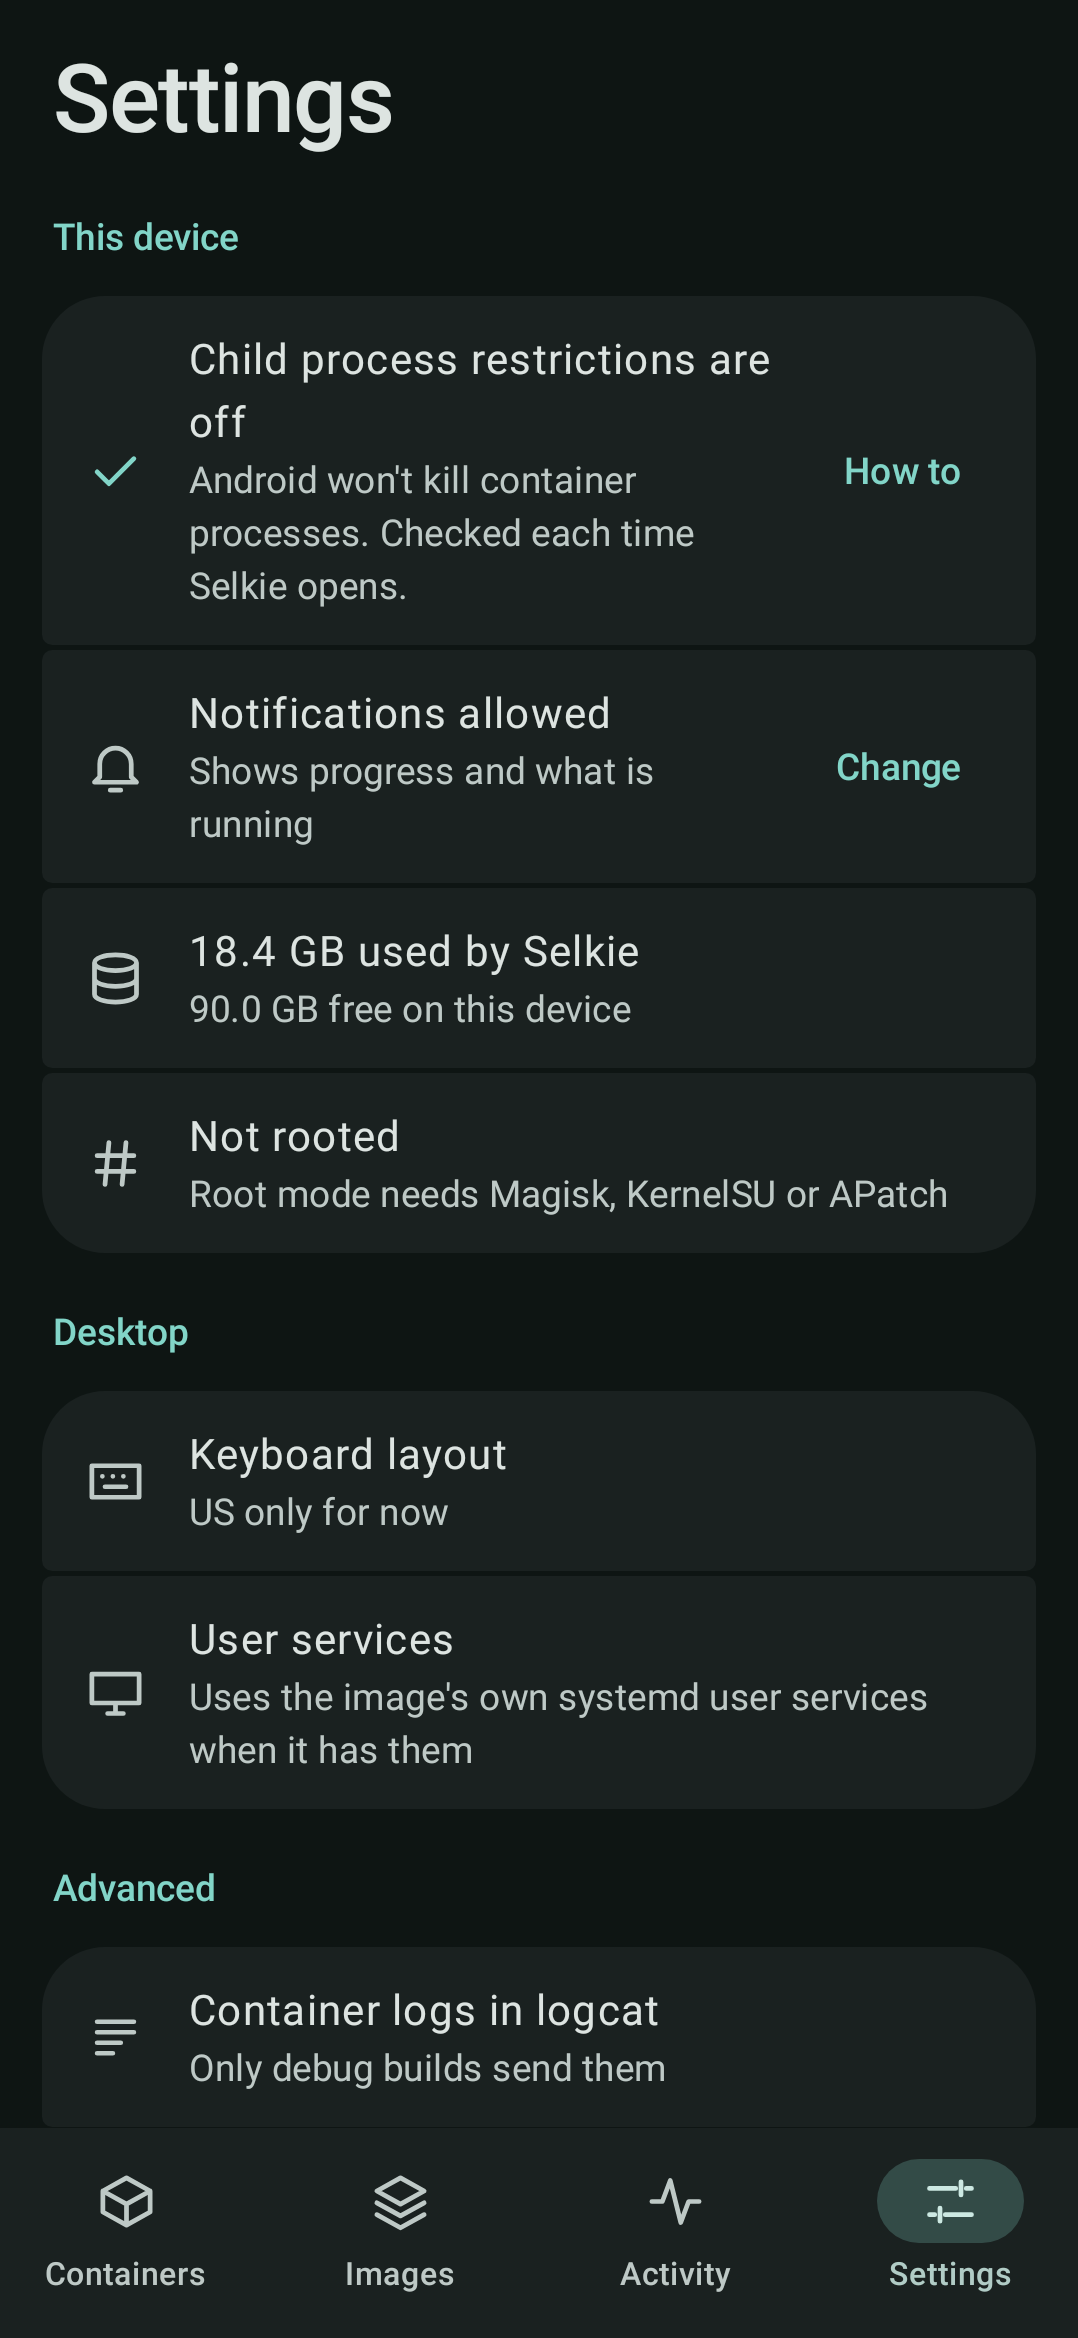 Settings
This device
Child process restrictions are
off
Android won't kill container
processes. Checked each time
Selkie opens.
How to
Notifications allowed
Shows progress and what is
running
Change
18.4 GB used by Selkie
90.0 GB free on this device
Not rooted
Root mode needs Magisk, KernelSU or APatch
Desktop
Keyboard layout
US only for now
User services
Uses the image's own systemd user services
when it has them
Advanced
Container logs in logcat
Only debug builds send them
Containers
Images
Activity
Settings